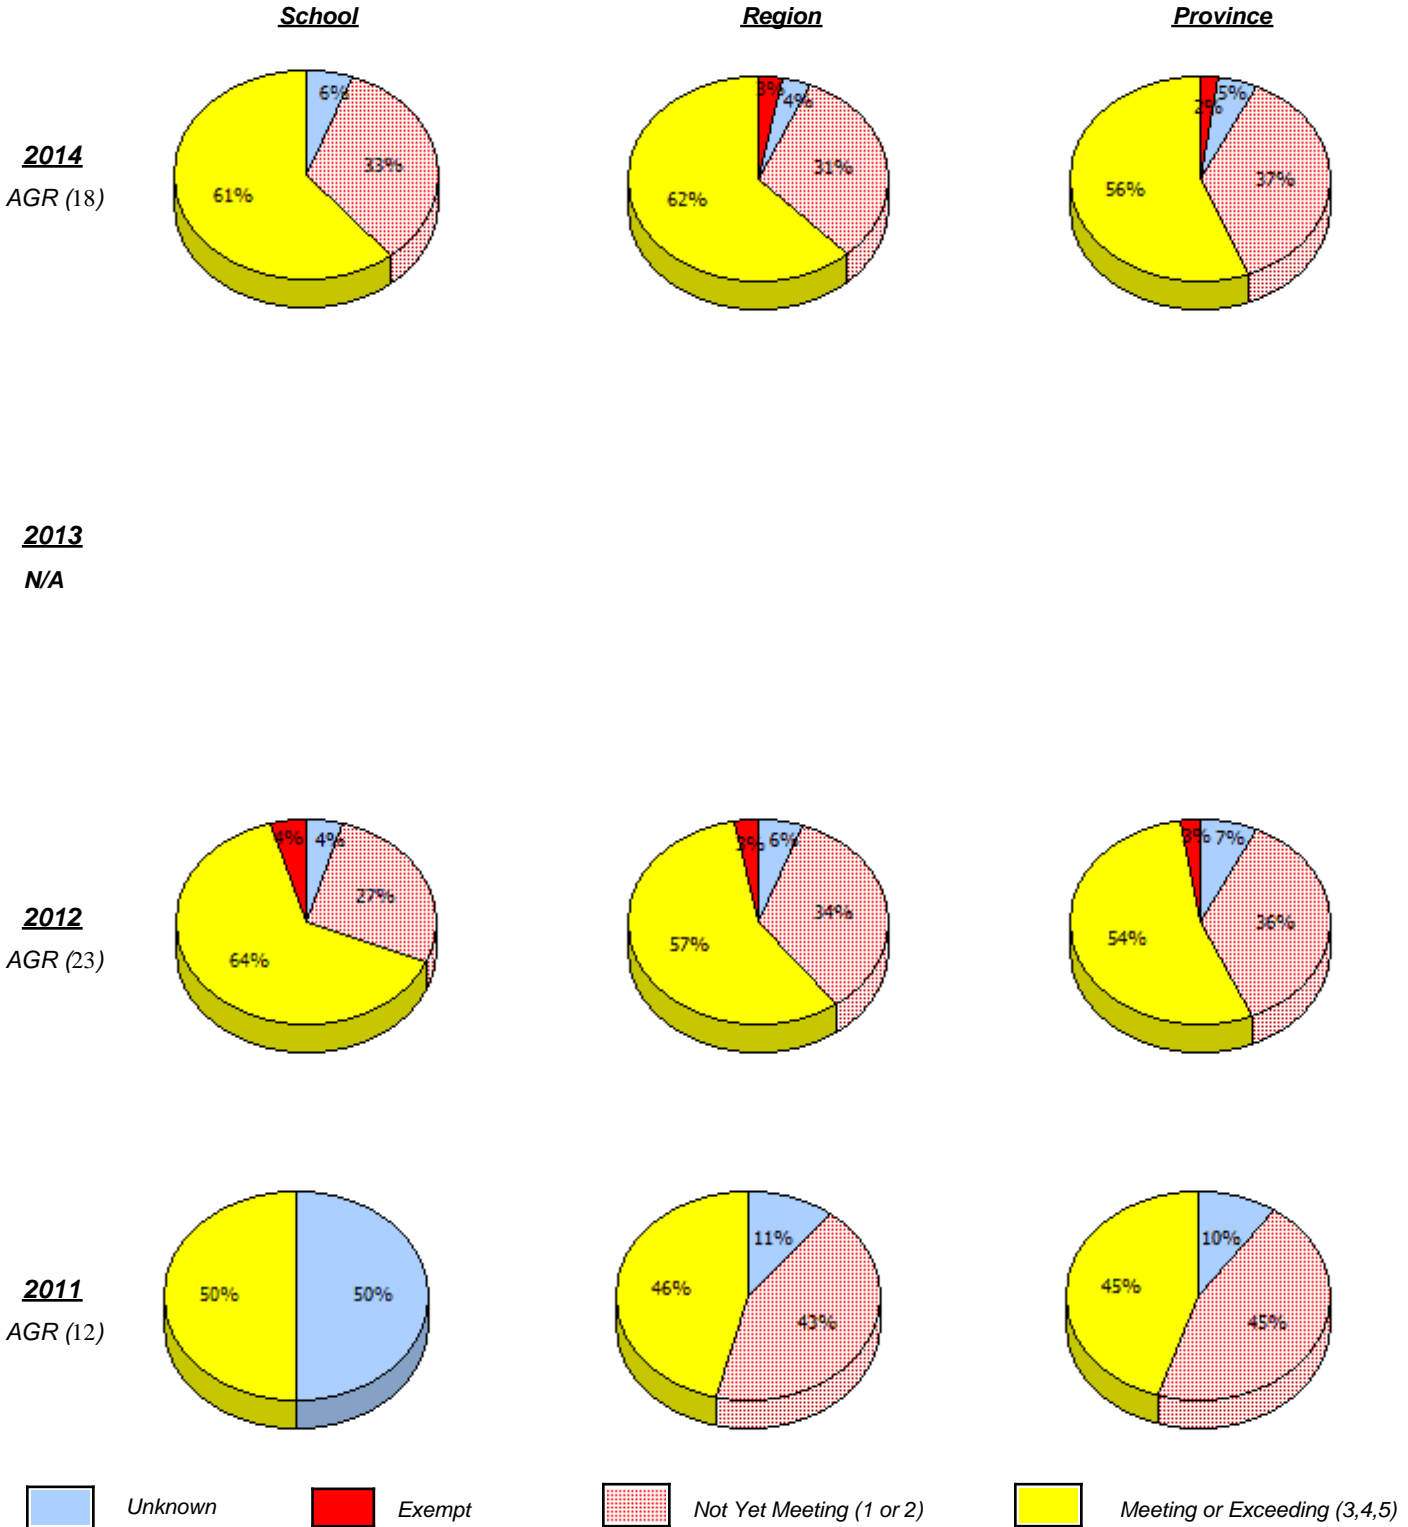 School Region Province
6% 3% 4% 2% 5%
2014 33% 31% 37%
AGR (18) 61% 62% 56%
2013
N/A
4% 4% 3% 6% 3% 7%
27% 34% 36%
2012 64% 57% 54%
AGR (23)
11% 10%
2011 50% 50% 46% 45%
AGR (12) 43% 45%
Unknown Exempt Not Yet Meeting (1 or 2) Meeting or Exceeding (3,4,5)